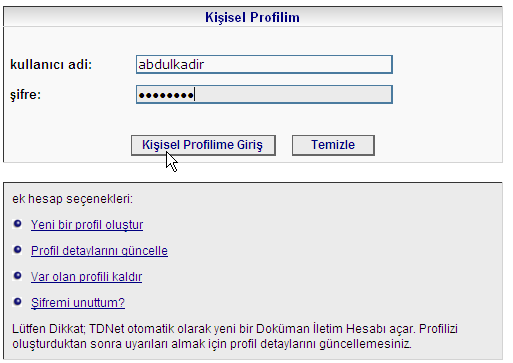 Kişisel Profilim
kullanıcı adi: abdulkadir
şifre: ●●●●●●●●
Kişisel Profilime Giriş Temizle
ek hesap seçenekleri:
Yeni bir profil oluştur
Profil detaylarını güncelle
Var olan profili kaldır
Şifremi unuttum?
Lütfen Dikkat; TDNet otomatik olarak yeni bir Doküman İletim Hesabı açar. Profilizi
oluşturduktan sonra uyarıları almak için profil detaylarını güncellemesiniz.